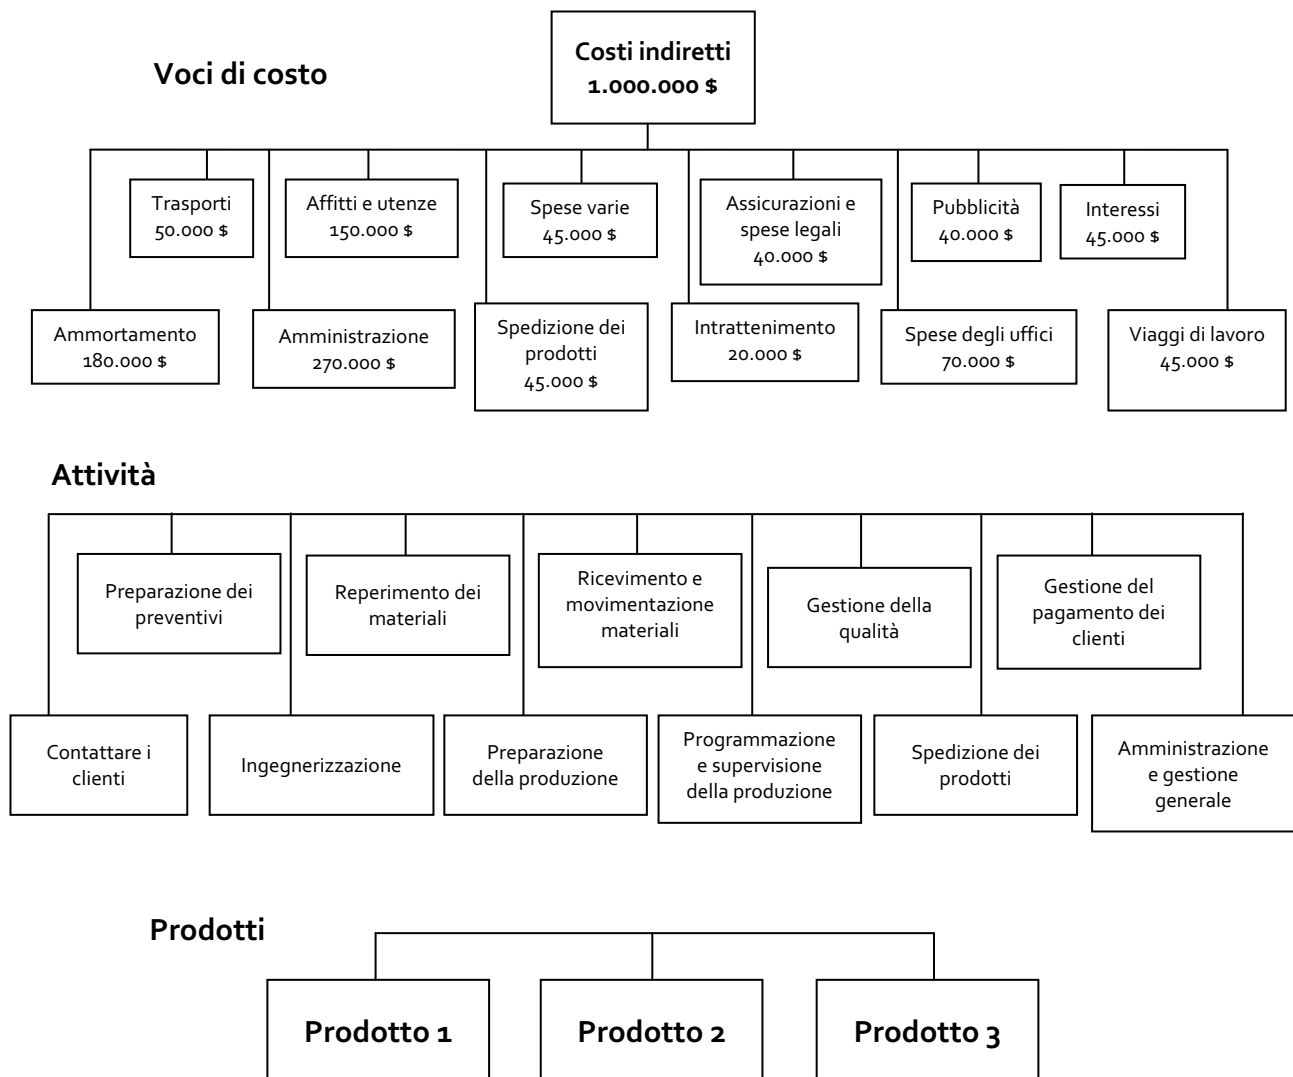 Voci di costo
Costi indiretti
1.000.000 $
Trasporti
50.000 $
Affitti e utenze
150.000 $
Spese varie
45.000 $
Assicurazioni e
spese legali
40.000 $
Pubblicità
40.000 $
Interessi
45.000 $
Ammortamento
180.000 $
Amministrazione
270.000 $
Spedizione dei
prodotti
45.000 $
Intrattenimento
20.000 $
Spese degli uffici
70.000 $
Viaggi di lavoro
45.000 $
Attività
Preparazione dei
preventivi
Reperimento dei
materiali
Ricevimento e
movimentazione
materiali
Gestione della
qualità
Gestione del
pagamento dei
clienti
Contattare i
clienti
Ingegnerizzazione
Preparazione
della produzione
Programmazione
e supervisione
della produzione
Spedizione dei
prodotti
Amministrazione
e gestione
generale
Prodotti
Prodotto 1
Prodotto 2
Prodotto 3